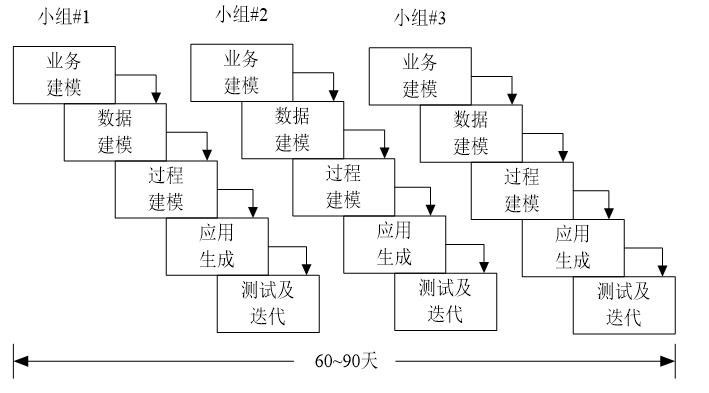 小组#1
小组#2
小组#3
业务
建模
数据
建模
过程
建模
应用
生成
测试及
迭代
业务
建模
数据
建模
过程
建模
应用
生成
测试及
迭代
业务
建模
数据
建模
过程
建模
应用
生成
测试及
迭代
60~90天